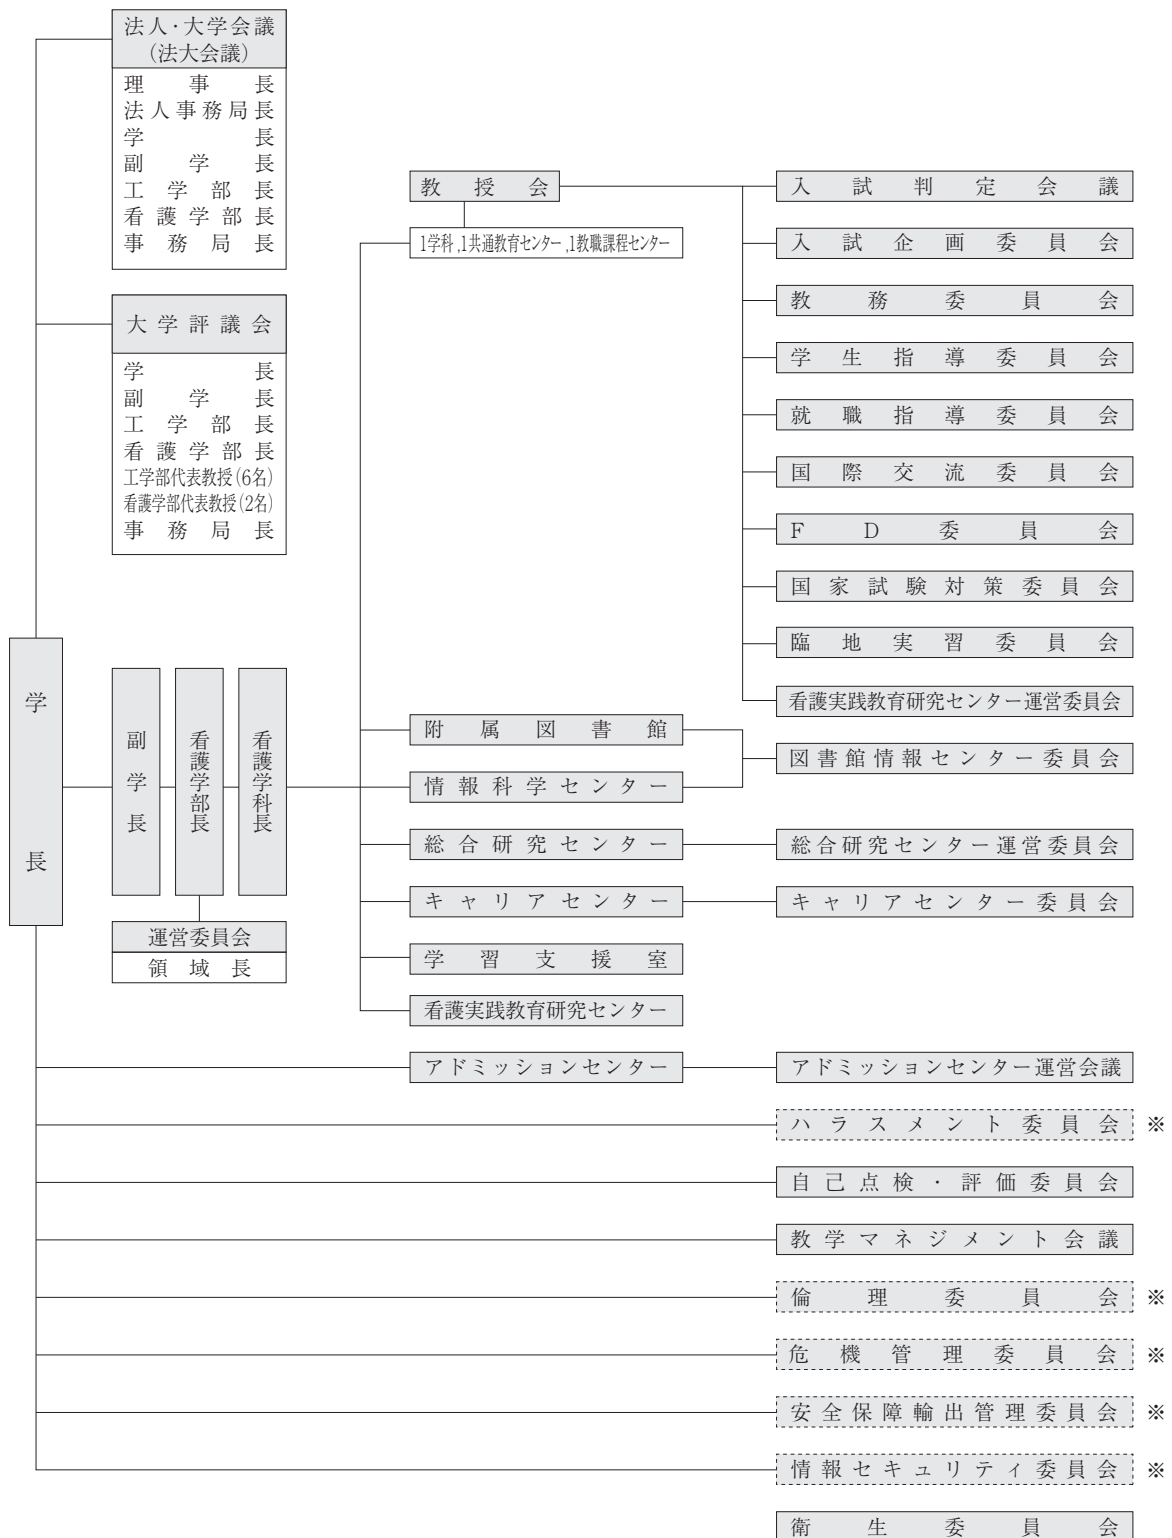 法人・大学会議
(法大会議)
理事長
法人事務局長
学長
副学長
工学部長
看護学部長
事務局長
大学評議会
学長
副学長
工学部長
看護学部長
工学部代表教授(6名)
看護学部代表教授(2名)
事務局長
学長
副学長
看護学部長
看護学科長
運営委員会
領域長
教授会
1学科,1共通教育センター,1教職課程センター
附属図書館
情報科学センター
総合研究センター
キャリアセンター
学習支援室
看護実践教育研究センター
アドミッションセンター
入試判定会議
入試企画委員会
教務委員会
学生指導委員会
就職指導委員会
国際交流委員会
FD委員会
国家試験対策委員会
臨地実習委員会
看護実践教育研究センター運営委員会
図書館情報センター委員会
総合研究センター運営委員会
キャリアセンター委員会
アドミッションセンター運営会議
ハラスメント委員会 ※
自己点検・評価委員会
教学マネジメント会議
倫理委員会 ※
危機管理委員会 ※
安全保障輸出管理委員会 ※
情報セキュリティ委員会 ※
衛生委員会